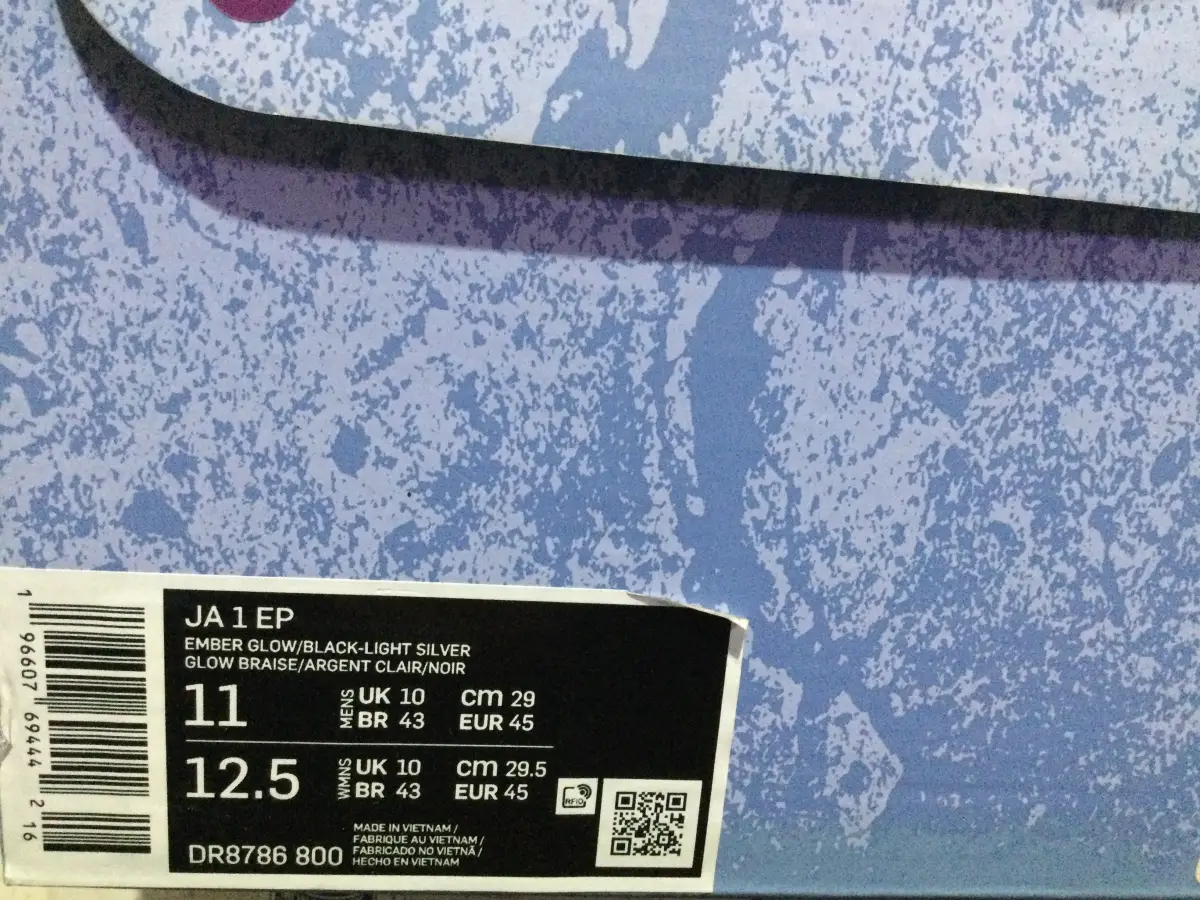 JA 1 EP
EMBER GLOW/BLACK-LIGHT SILVER
GLOW BRAISE/ARGENT CLAIR/NOIR
11 MENS UK 10 cm 29
BR 43 EUR 45
12.5 WMNS UK 10 cm 29.5
BR 43 EUR 45
RFID
DR8786 800
MADE IN VIETNAM /
FABRIQUE AU VIETNAM /
FABRICADO NO VIETNÃ /
HECHO EN VIETNAM
1 96607 69444 2 16